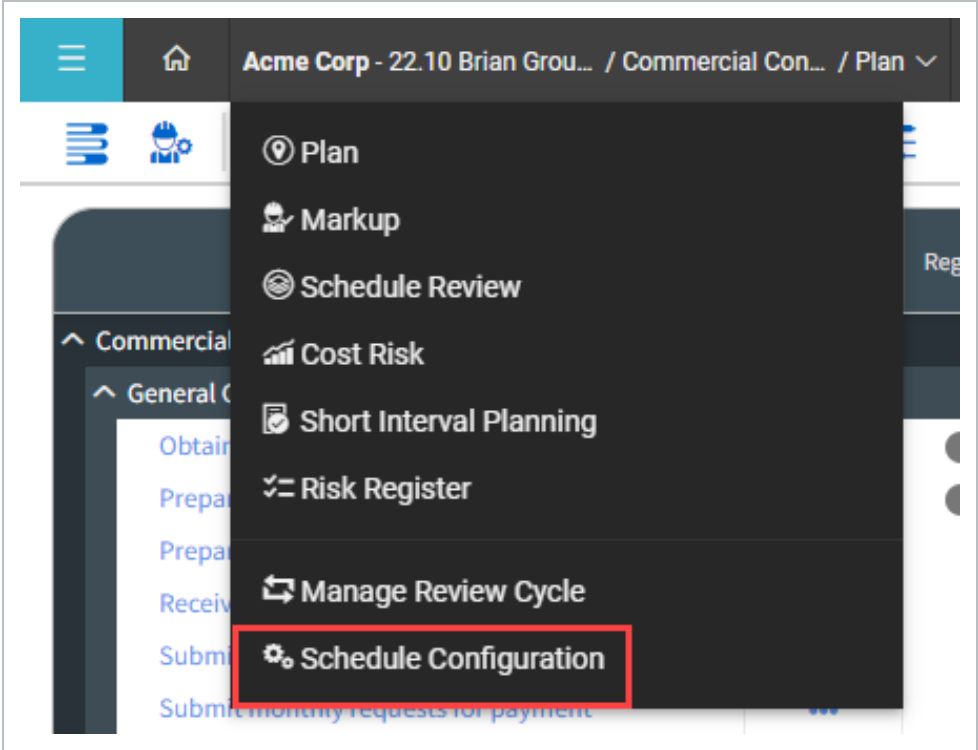 Acme Corp - 22.10 Brian Grou... / Commercial Con... / Plan
Plan
Markup
Schedule Review
Reg
Cost Risk
Commercial
General
Short Interval Planning
Obtain
Risk Register
Prepar
Prepar
Manage Review Cycle
Receiv
Schedule Configuration
Submi
Submit monthly requests for payment